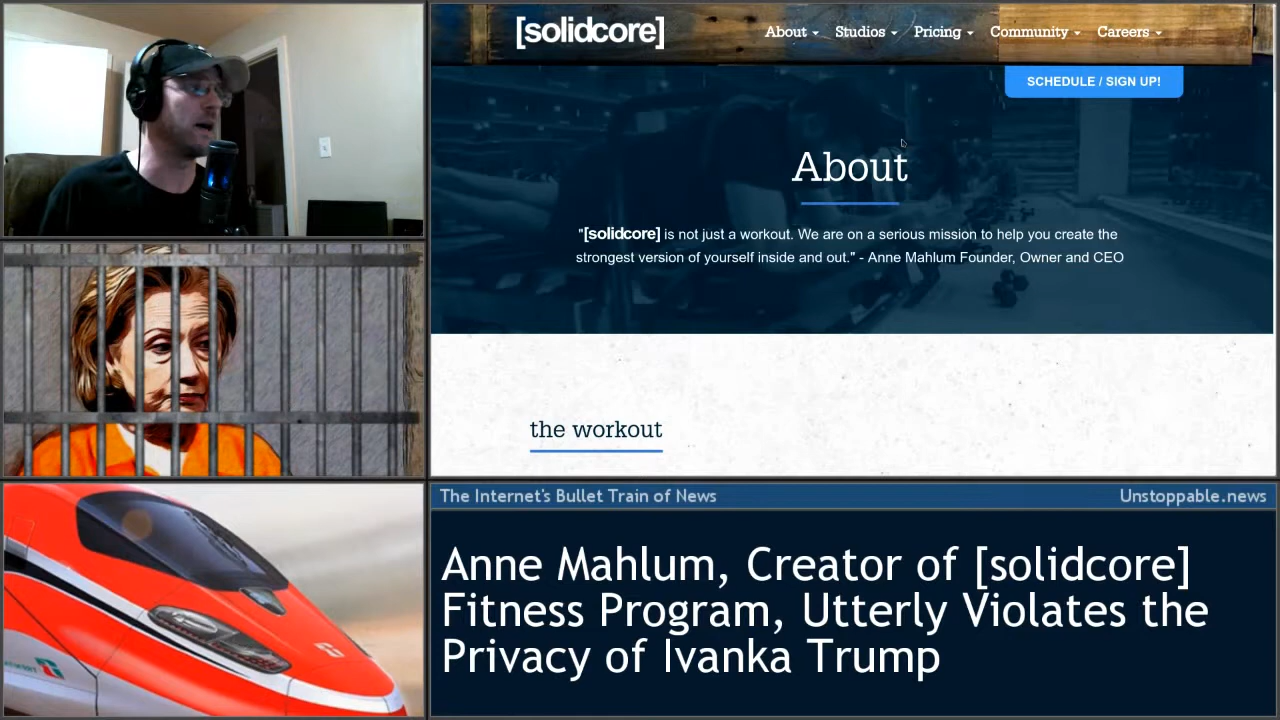 [solidcore]
About Studios Pricing Community Careers
SCHEDULE / SIGN UP!
About
"[solidcore] is not just a workout. We are on a serious mission to help you create the
strongest version of yourself inside and out." - Anne Mahlum Founder, Owner and CEO
the workout
The Internet's Bullet Train of News
Unstoppable.news
Anne Mahlum, Creator of [solidcore]
Fitness Program, Utterly Violates the
Privacy of Ivanka Trump